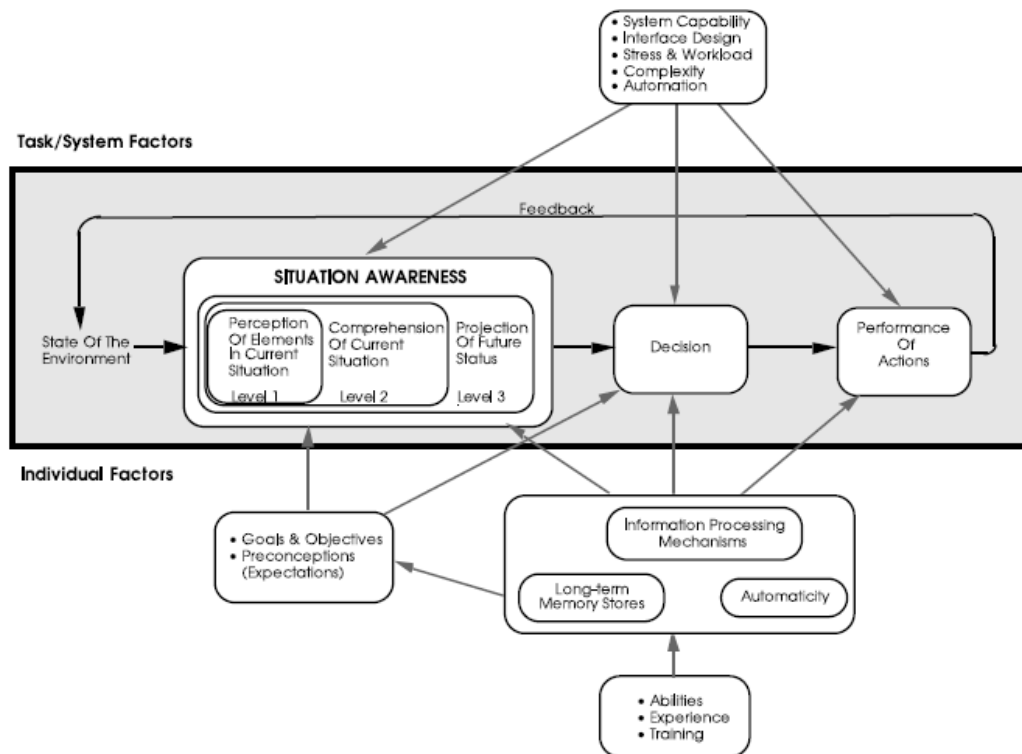 • System Capability
• Interface Design
• Stress & Workload
• Complexity
• Automation
Task/System Factors
Feedback
SITUATION AWARENESS
State Of The
Environment
Perception
Of Elements
In Current
Situation
Level 1
Comprehension
Of Current
Situation
Level 2
Projection
Of Future
Status
Level 3
Decision
Performance
Of
Actions
Individual Factors
• Goals & Objectives
• Preconceptions
(Expectations)
Information Processing
Mechanisms
Long-term
Memory Stores
Automaticity
• Abilities
• Experience
• Training